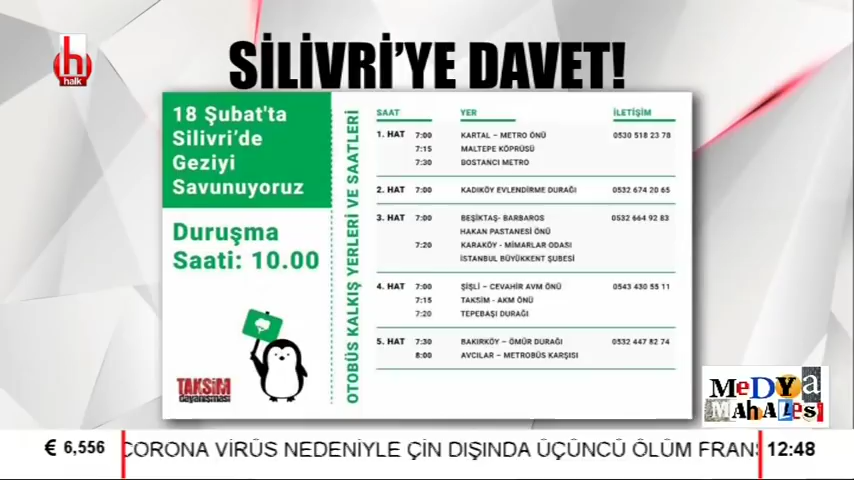 halk
SİLİVRİ'YE DAVET!
18 Şubat'ta
Silivri'de
Geziyi
Savunuyoruz
Duruşma
Saati: 10.00
TAKSİM
dayanışması
OTOBÜS KALKIŞ YERLERİ VE SAATLERİ
SAAT YER İLETİŞİM
1. HAT 7:00 KARTAL – METRO ÖNÜ 0530 518 23 78
7:15 MALTEPE KÖPRÜSÜ
7:30 BOSTANCI METRO
2. HAT 7:00 KADIKÖY EVLENDİRME DURAĞI 0532 674 20 65
3. HAT 7:00 BEŞİKTAŞ- BARBAROS 0532 664 92 83
HAKAN PASTANESİ ÖNÜ
7:20 KARAKÖY - MİMARLAR ODASI
İSTANBUL BÜYÜKKENT ŞUBESİ
4. HAT 7:00 ŞİŞLİ – CEVAHİR AVM ÖNÜ 0543 430 55 11
7:15 TAKSİM - AKM ÖNÜ
7:20 TEPEBAŞI DURAĞI
5. HAT 7:30 BAKIRKÖY – ÖMÜR DURAĞI 0532 447 82 74
8:00 AVCILAR – METROBÜS KARŞISI
MEDYA
MAHALLESİ
€ 6,556 CORONA VİRÜS NEDENİYLE ÇİN DIŞINDA ÜÇÜNCÜ ÖLÜM FRANS 12:48